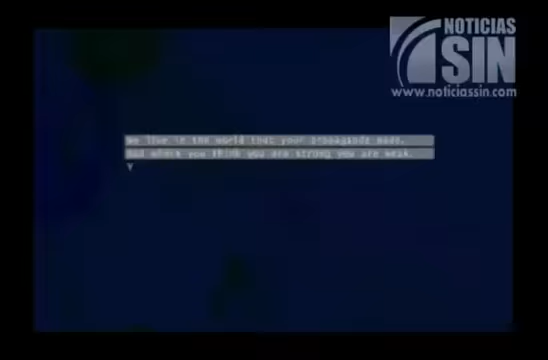 NOTICIAS
SIN
www.noticiassin.com
We live in the world that your propaganda made.
And where you think you are strong you are weak.